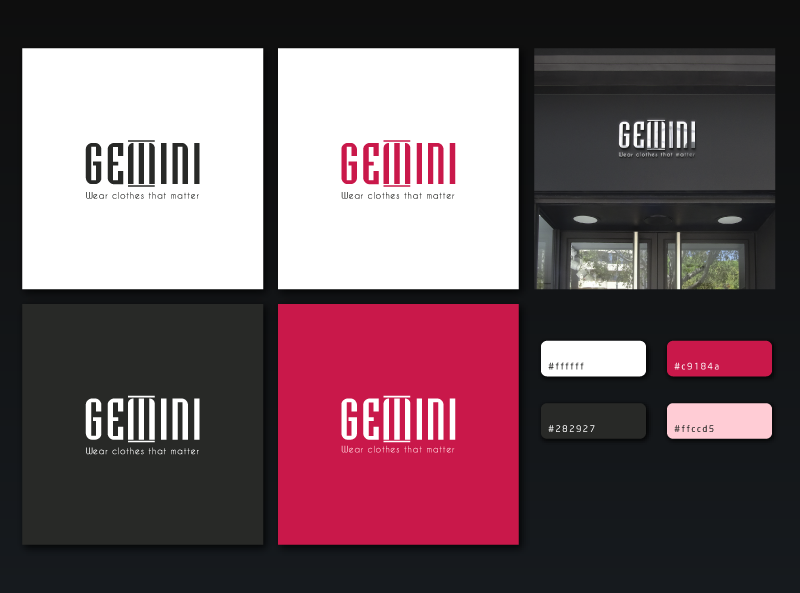 GEMINI
Wear clothes that matter
GEMINI
Wear clothes that matter
GEMINI
Wear clothes that matter
GEMINI
Wear clothes that matter
GEMINI
Wear clothes that matter
#ffffff
#c9184a
#282927
#ffccd5